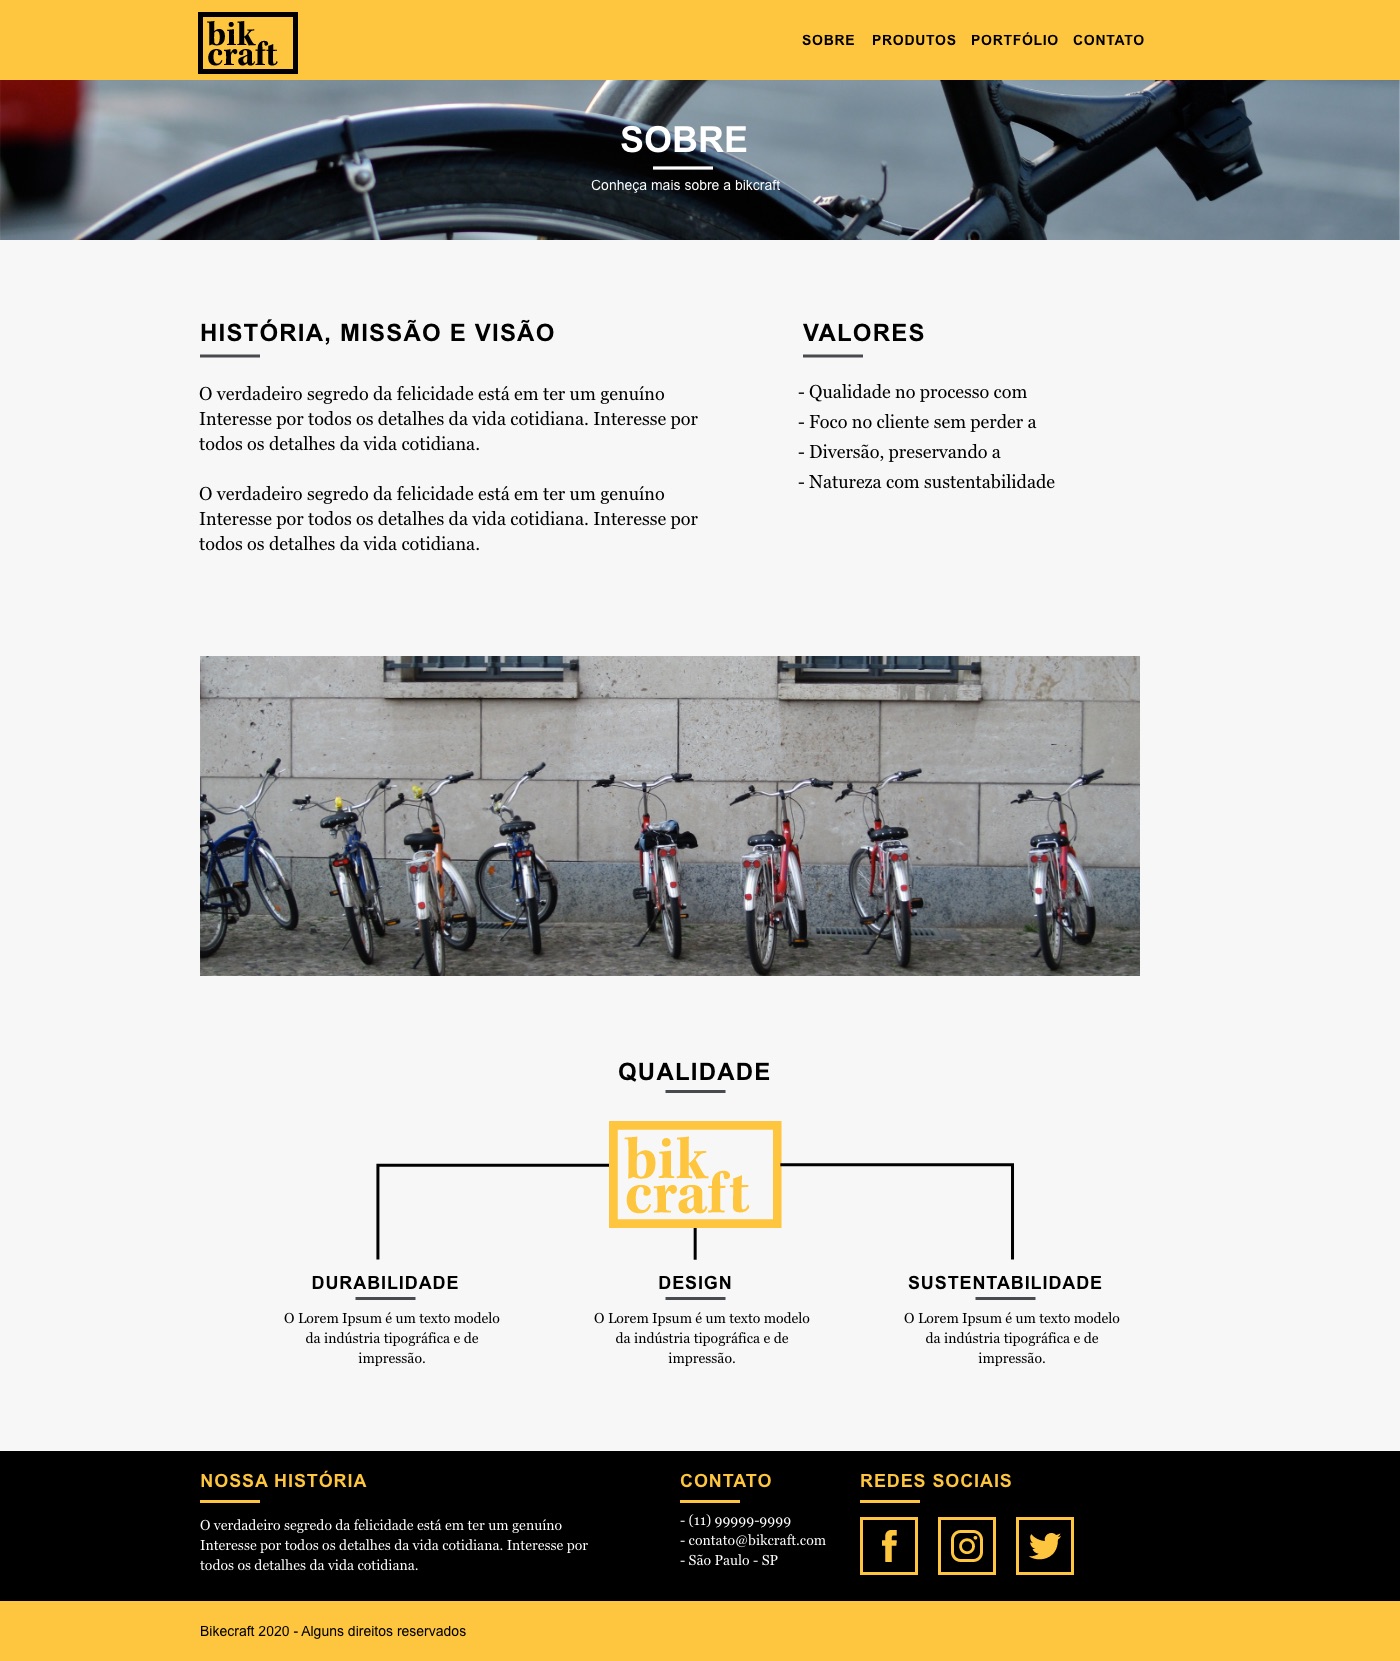 bik
craft
SOBRE PRODUTOS PORTFÓLIO CONTATO
SOBRE
Conheça mais sobre a bikcraft
HISTÓRIA, MISSÃO E VISÃO
O verdadeiro segredo da felicidade está em ter um genuíno
Interesse por todos os detalhes da vida cotidiana. Interesse por
todos os detalhes da vida cotidiana.
O verdadeiro segredo da felicidade está em ter um genuíno
Interesse por todos os detalhes da vida cotidiana. Interesse por
todos os detalhes da vida cotidiana.
VALORES
- Qualidade no processo com
- Foco no cliente sem perder a
- Diversão, preservando a
- Natureza com sustentabilidade
QUALIDADE
bik
craft
DURABILIDADE
O Lorem Ipsum é um texto modelo
da indústria tipográfica e de
impressão.
DESIGN
O Lorem Ipsum é um texto modelo
da indústria tipográfica e de
impressão.
SUSTENTABILIDADE
O Lorem Ipsum é um texto modelo
da indústria tipográfica e de
impressão.
NOSSA HISTÓRIA
O verdadeiro segredo da felicidade está em ter um genuíno
Interesse por todos os detalhes da vida cotidiana. Interesse por
todos os detalhes da vida cotidiana.
CONTATO
- (11) 99999-9999
- contato@bikcraft.com
- São Paulo - SP
REDES SOCIAIS
Bikecraft 2020 - Alguns direitos reservados